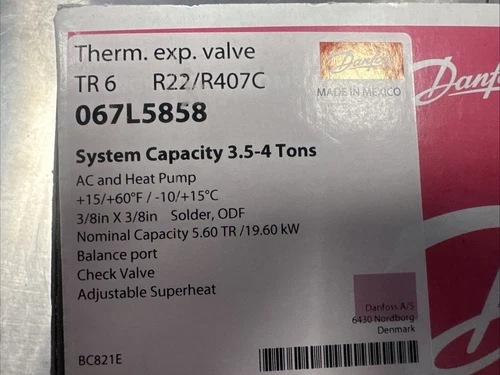 Therm. exp. valve
TR 6 R22/R407C
067L5858
Danfoss
MADE IN MEXICO
System Capacity 3.5-4 Tons
AC and Heat Pump
+15/+60°F / -10/+15°C
3/8in X 3/8in Solder, ODF
Nominal Capacity 5.60 TR /19.60 kW
Balance port
Check Valve
Adjustable Superheat
Danfoss A/S
6430 Nordborg
Denmark
BC821E